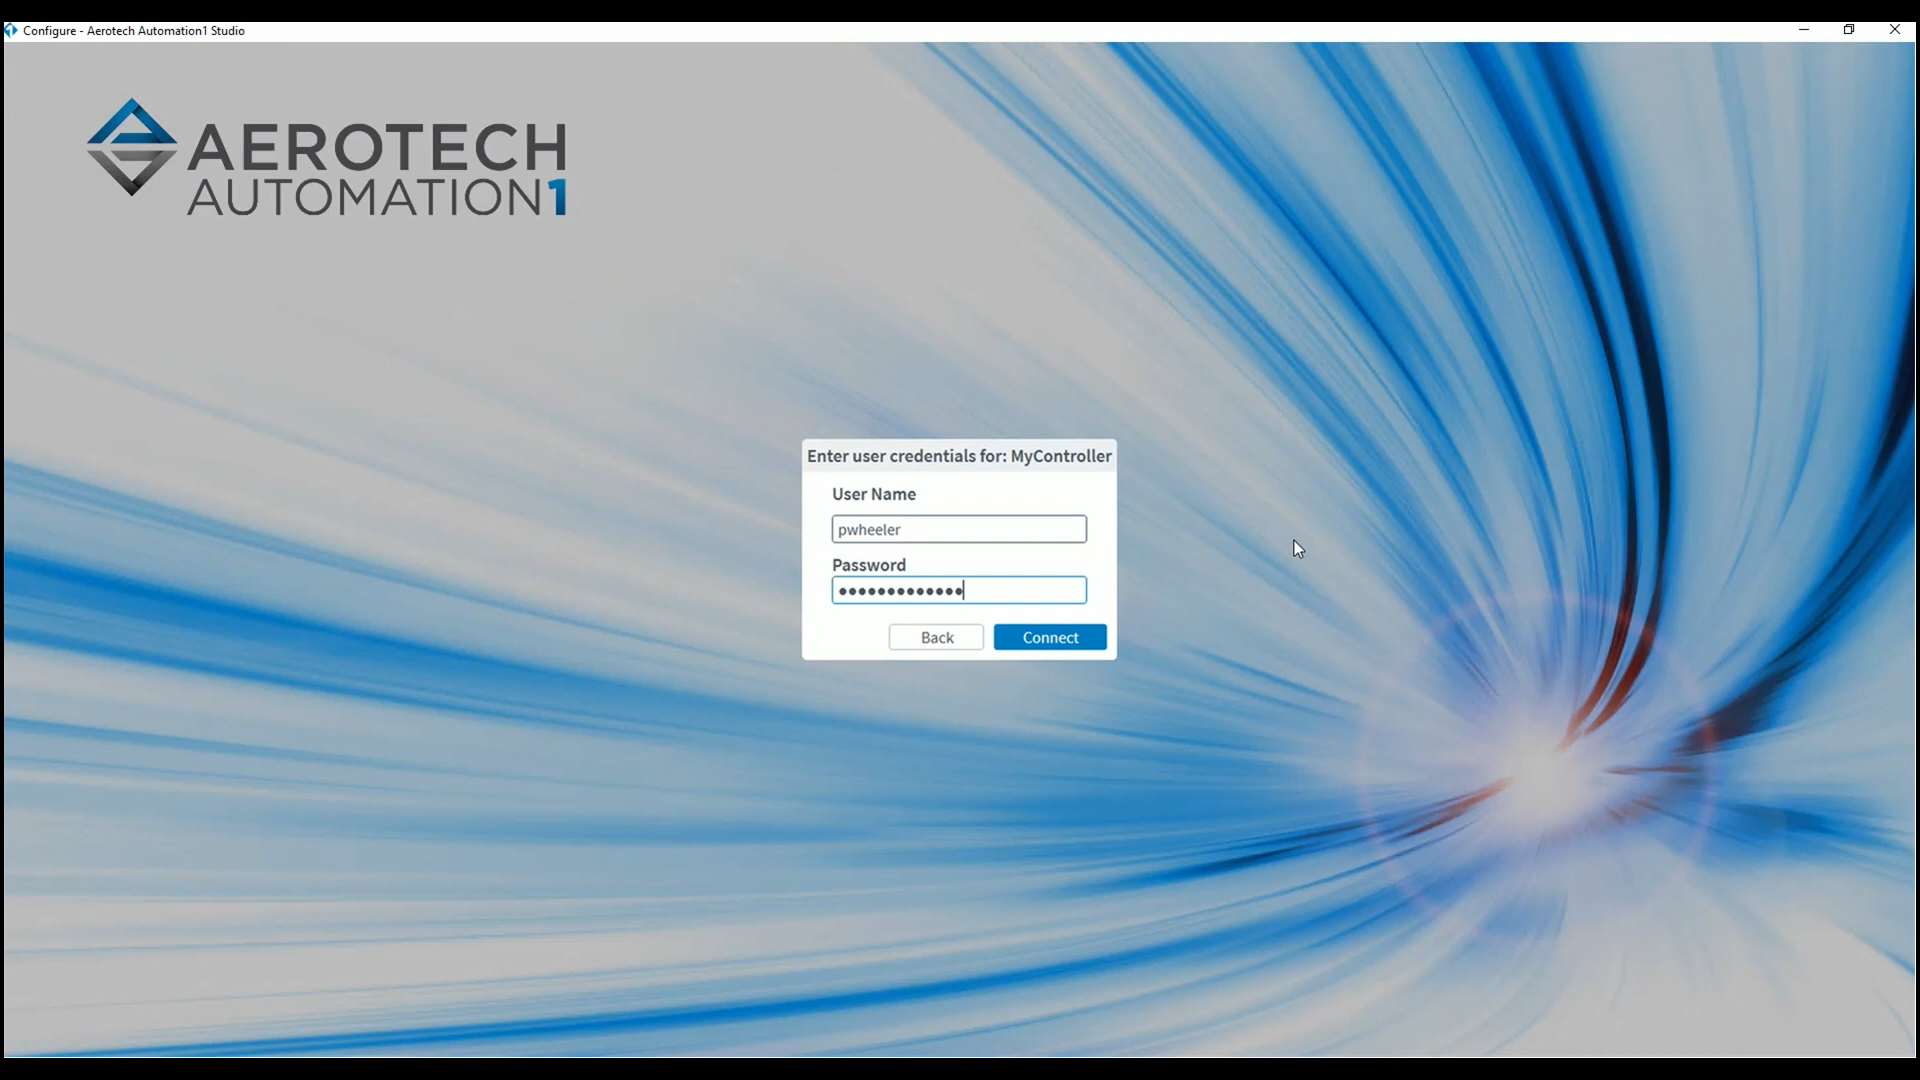 Configure - Aerotech Automation1 Studio
AEROTECH
AUTOMATION1
Enter user credentials for: MyController
User Name
pwheeler
Password
●●●●●●●●●●●●●
Back
Connect